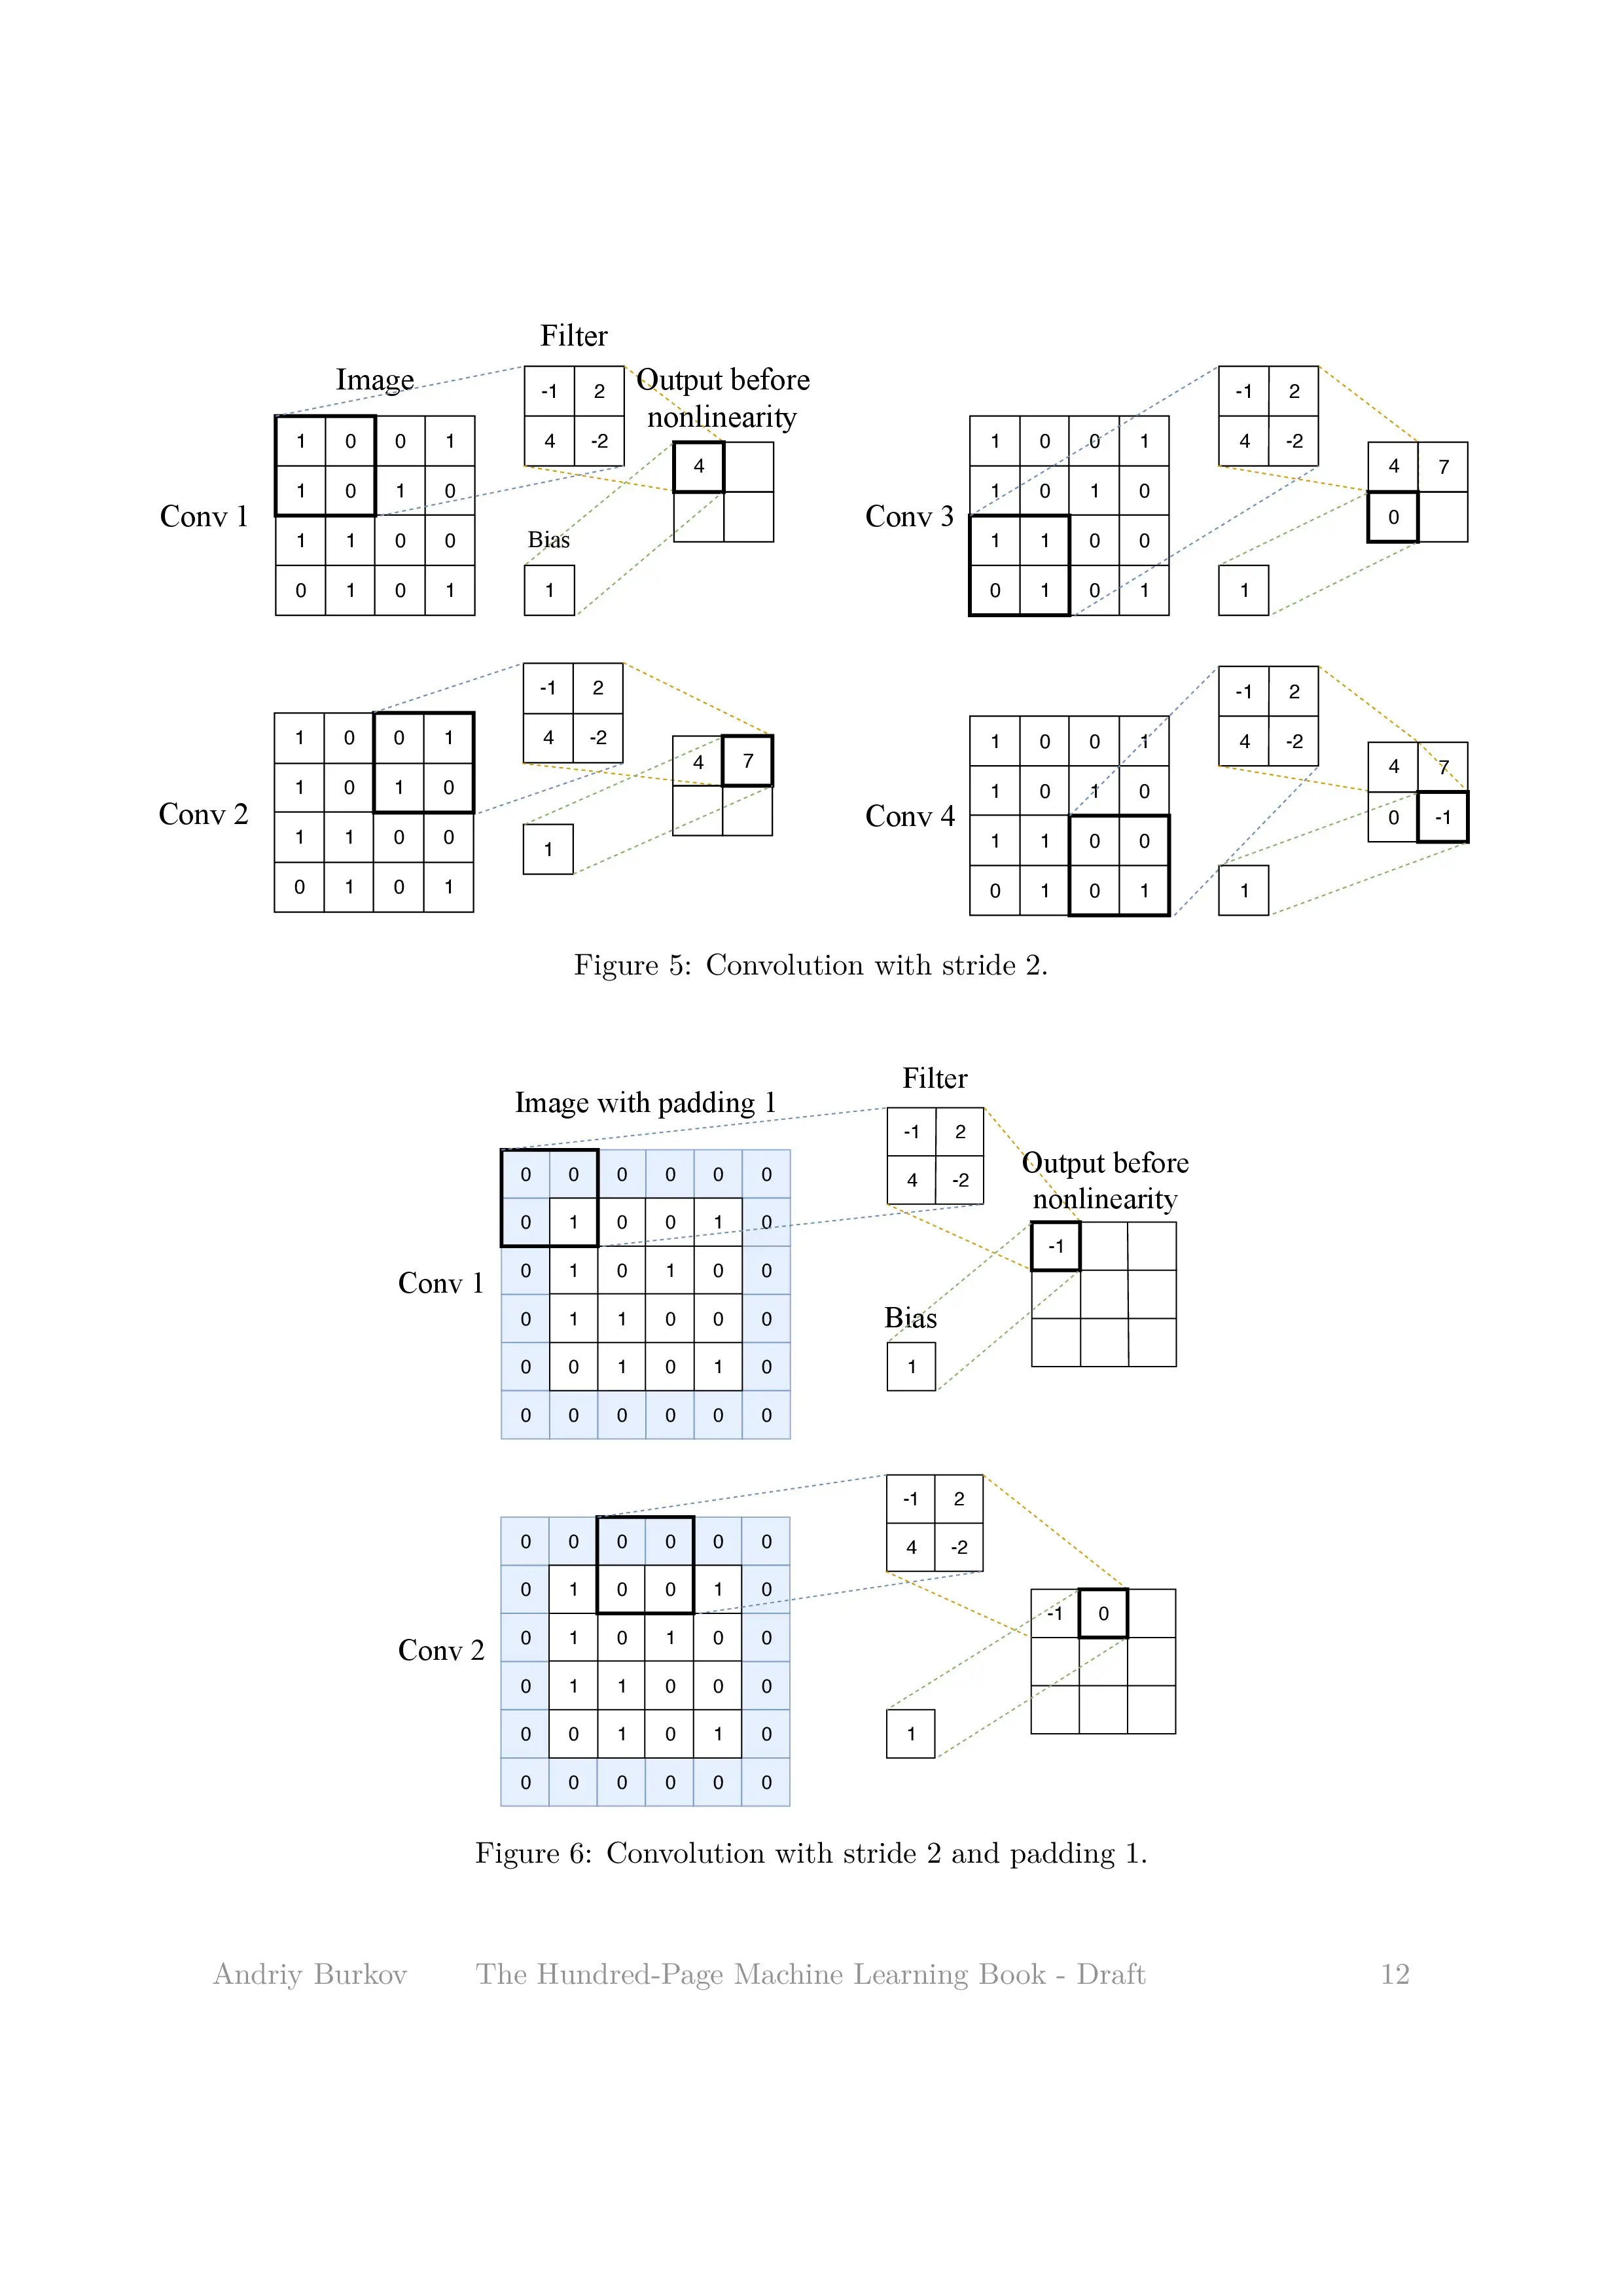 Filter
Image
Output before
nonlinearity
-1 2
4 -2
1 0 0 1
1 0 1 0
1 1 0 0
0 1 0 1
4
Conv 1
Bias
1
-1 2
4 -2
1 0 0 1
1 0 1 0
1 1 0 0
0 1 0 1
4 7
0
Conv 3
1
-1 2
4 -2
1 0 0 1
1 0 1 0
1 1 0 0
0 1 0 1
4 7
Conv 2
1
-1 2
4 -2
1 0 0 1
1 0 1 0
1 1 0 0
0 1 0 1
4 7
0 -1
Conv 4
1
Figure 5: Convolution with stride 2.
Filter
Image with padding 1
-1 2
4 -2
Output before
nonlinearity
0 0 0 0 0 0
0 1 0 0 1 0
0 1 0 1 0 0
0 1 1 0 0 0
0 0 1 0 1 0
0 0 0 0 0 0
-1
Conv 1
Bias
1
-1 2
4 -2
0 0 0 0 0 0
0 1 0 0 1 0
0 1 0 1 0 0
0 1 1 0 0 0
0 0 1 0 1 0
0 0 0 0 0 0
-1 0
Conv 2
1
Figure 6: Convolution with stride 2 and padding 1.
Andriy Burkov The Hundred-Page Machine Learning Book - Draft 12